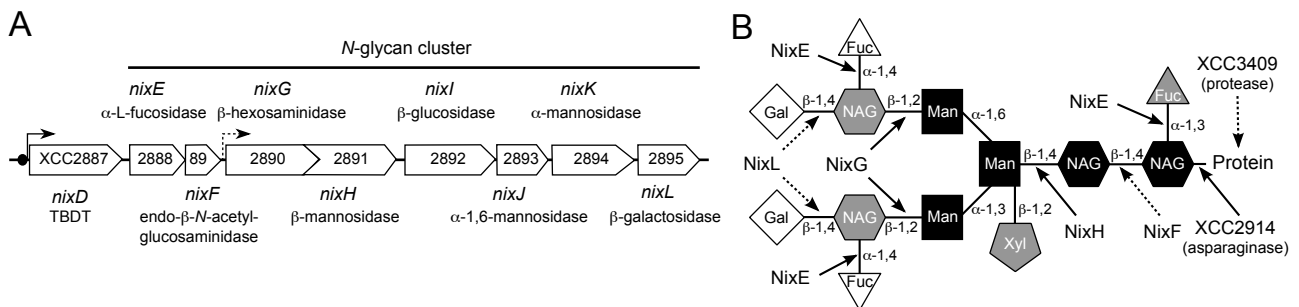 A
N-glycan cluster
nixE
nixG
nixI
nixK
α-L-fucosidase
β-hexosaminidase
β-glucosidase
α-mannosidase
XCC2887
2888
89
2890
2891
2892
2893
2894
2895
nixD
nixF
nixH
nixJ
nixL
TBDT
endo-β-N-acetyl-
glucosaminidase
β-mannosidase
α-1,6-mannosidase
β-galactosidase
B
NixE
Fuc
α-1,4
Gal
β-1,4
NAG
β-1,2
Man
α-1,6
NixL
NixG
Gal
β-1,4
NAG
β-1,2
Man
α-1,3
NixE
α-1,4
Fuc
Man
β-1,2
Xyl
β-1,4
NAG
β-1,4
NAG
NixH
NixF
NixE
Fuc
α-1,3
XCC3409
(protease)
Protein
XCC2914
(asparaginase)